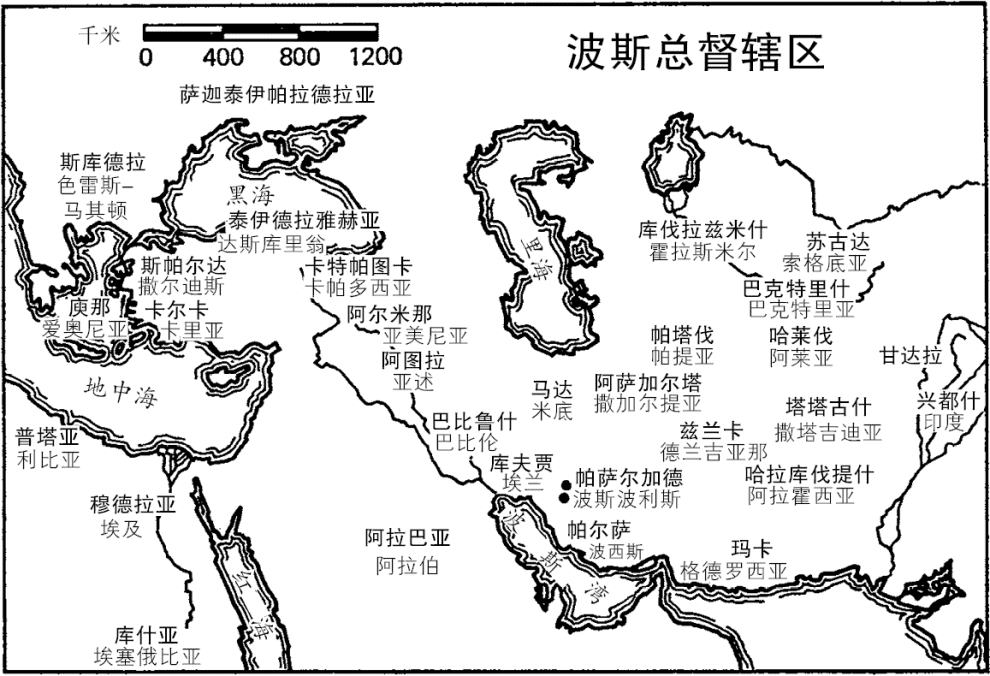 千米
0 400 800 1200
波斯总督辖区
萨迦泰伊帕拉德拉亚
斯库德拉
色雷斯–
马其顿
黑海
泰伊德拉雅赫亚
达斯库里翁
斯帕尔达
撒尔迪斯
庾那
爱奥尼亚
卡尔卡
卡里亚
卡特帕图卡
卡帕多西亚
阿尔米那
亚美尼亚
阿图拉
亚述
地中海
里海
库伐拉兹米什
霍拉斯米尔
苏古达
索格底亚
巴克特里什
巴克特里亚
帕塔伐
帕提亚
哈莱伐
阿莱亚
甘达拉
马达
米底
阿萨加尔塔
撒加尔提亚
塔塔古什
撒塔吉迪亚
兴都什
印度
普塔亚
利比亚
巴比鲁什
巴比伦
兹兰卡
德兰吉亚那
库夫贾
埃兰
帕萨尔加德
波斯波利斯
哈拉库伐提什
阿拉霍西亚
穆德拉亚
埃及
阿拉巴亚
阿拉伯
帕尔萨
波西斯
玛卡
格德罗西亚
波斯湾
红海
库什亚
埃塞俄比亚